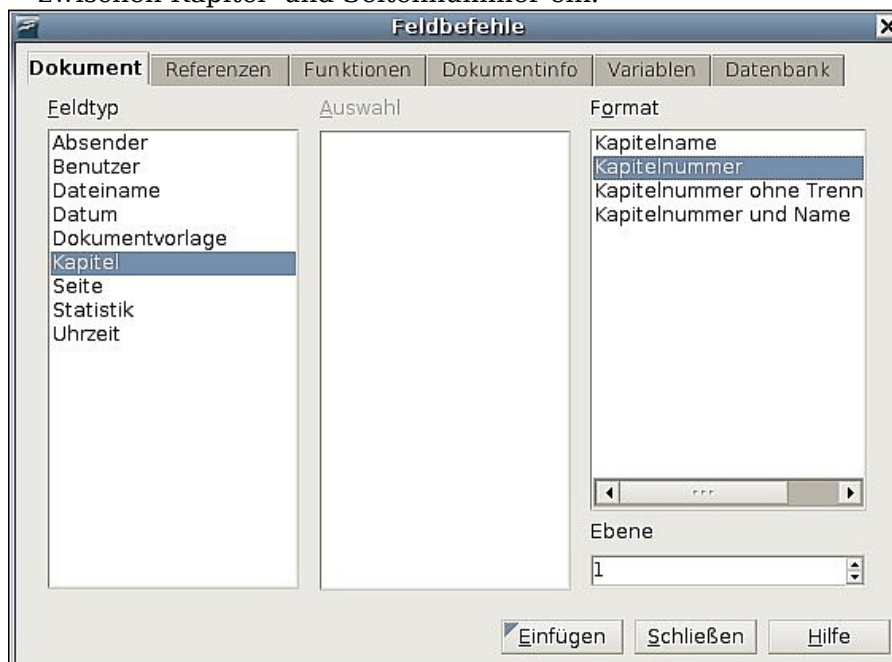 zwischen Kapitel- und Seitennummer ein.
Feldbefehle
Dokument Referenzen Funktionen Dokumentinfo Variablen Datenbank
Feldtyp
Absender
Benutzer
Dateiname
Datum
Dokumentvorlage
Kapitel
Seite
Statistik
Uhrzeit
Auswahl
Format
Kapitelname
Kapitelnummer
Kapitelnummer ohne Trenn
Kapitelnummer und Name
Ebene
1
Einfügen Schließen Hilfe